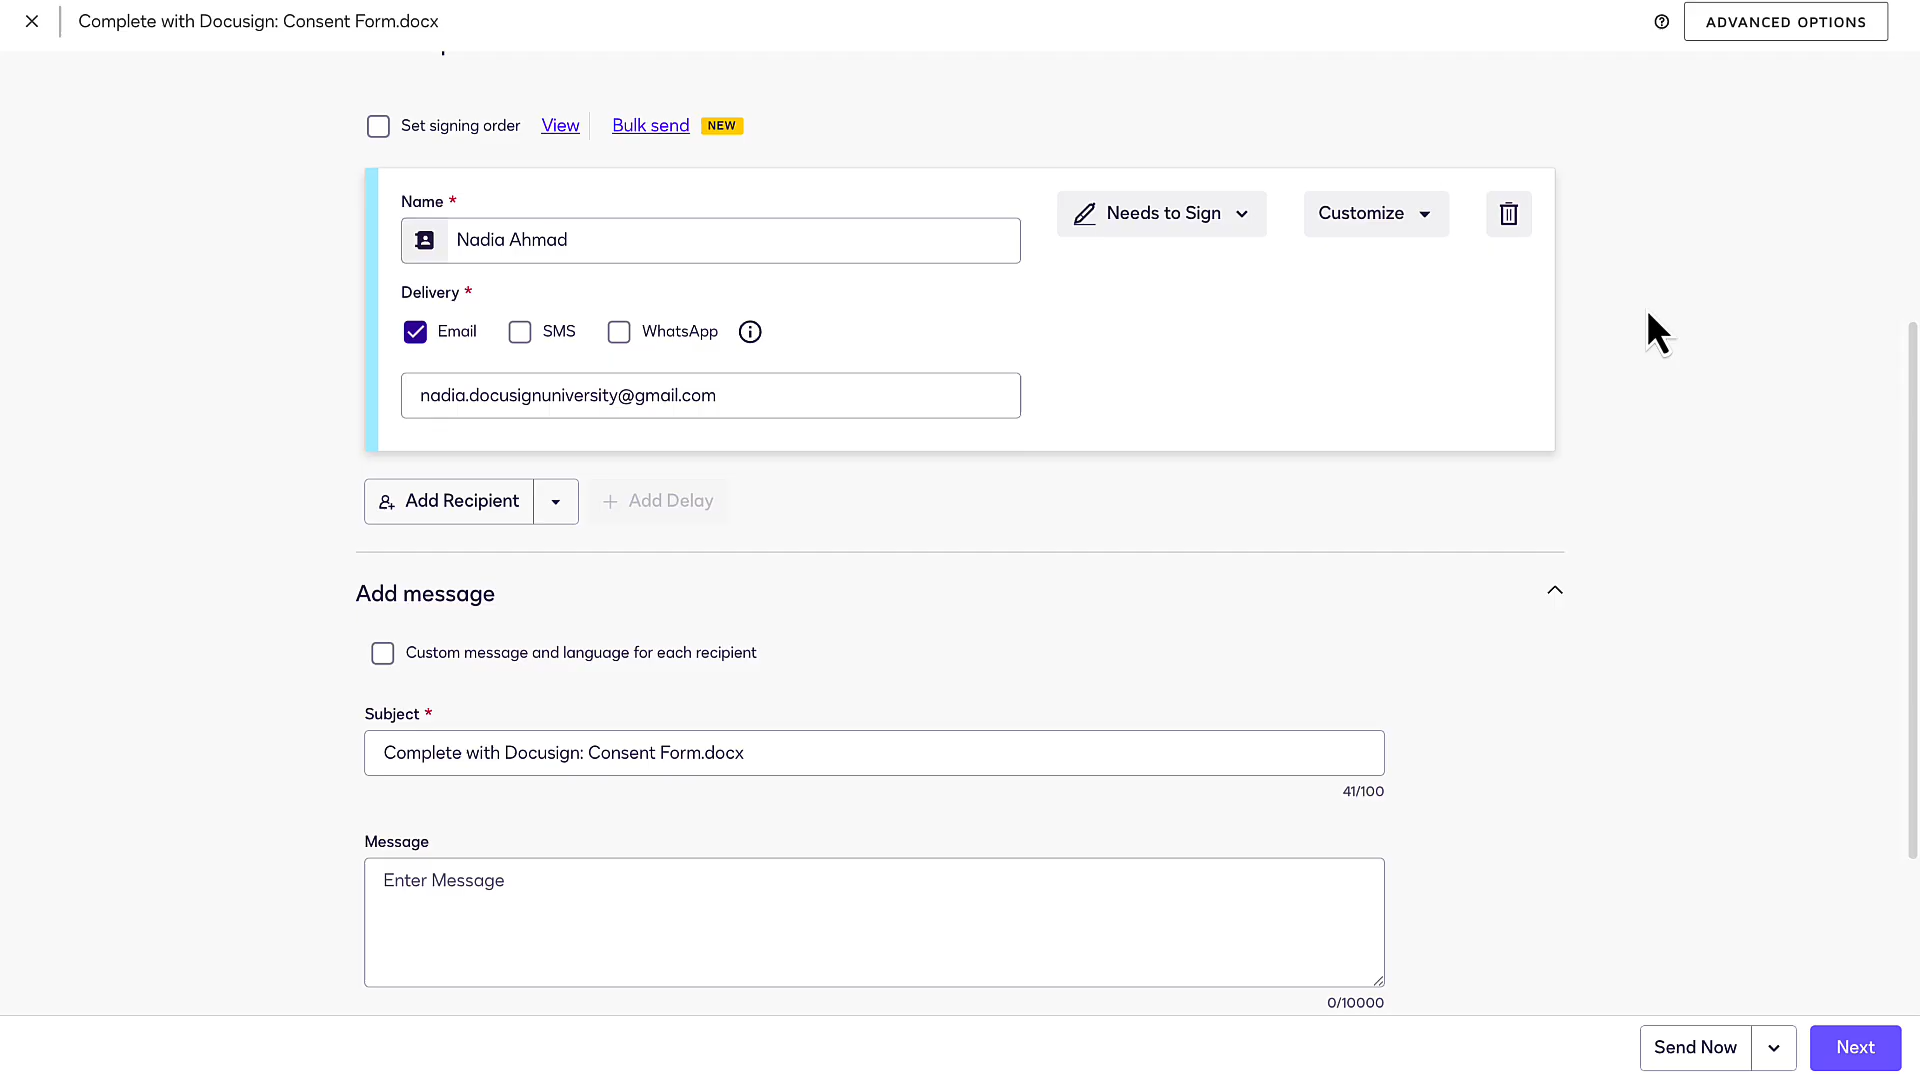 Complete with Docusign: Consent Form.docx
ADVANCED OPTIONS
Set signing order View Bulk send NEW
Name *
Needs to Sign Customize
Nadia Ahmad
Delivery *
Email SMS WhatsApp
nadia.docusignuniversity@gmail.com
Add Recipient Add Delay
Add message
Custom message and language for each recipient
Subject *
Complete with Docusign: Consent Form.docx
41/100
Message
Enter Message
0/10000
Send Now Next